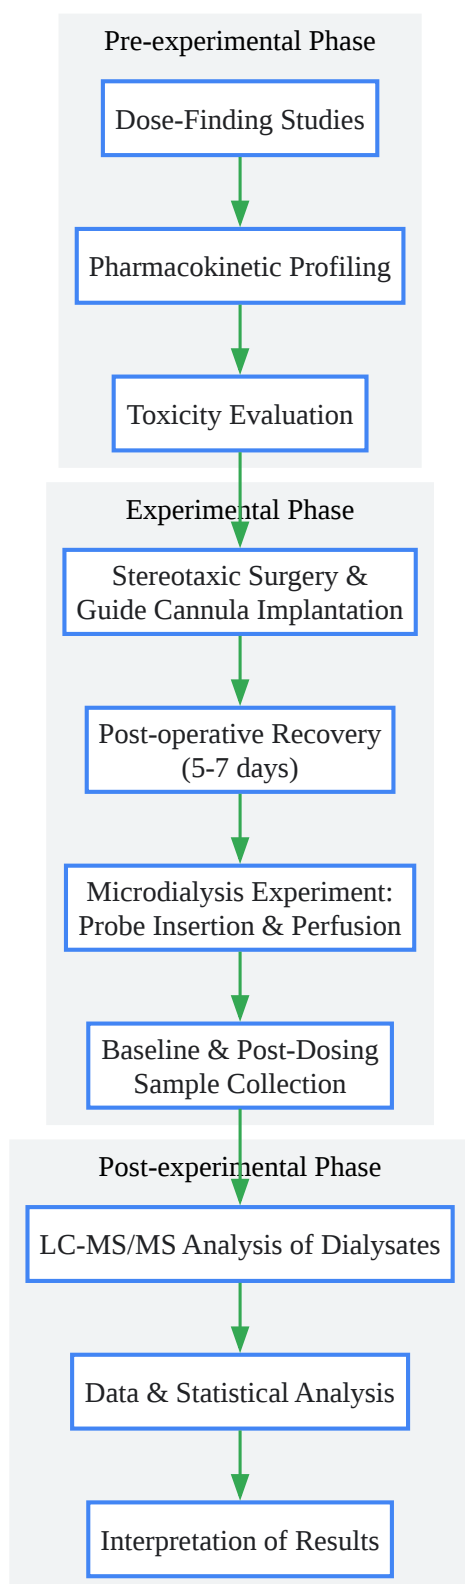 Pre-experimental Phase
Dose-Finding Studies
Pharmacokinetic Profiling
Toxicity Evaluation
Experimental Phase
Stereotaxic Surgery &
Guide Cannula Implantation
Post-operative Recovery
(5-7 days)
Microdialysis Experiment:
Probe Insertion & Perfusion
Baseline & Post-Dosing
Sample Collection
Post-experimental Phase
LC-MS/MS Analysis of Dialysates
Data & Statistical Analysis
Interpretation of Results